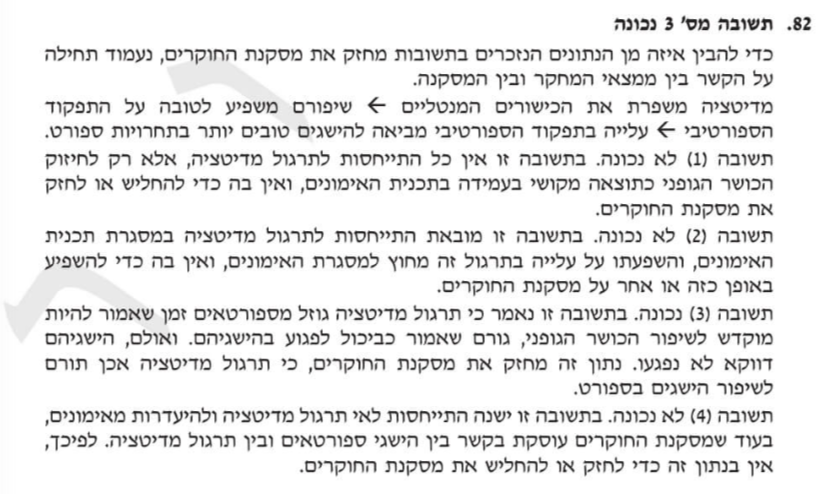 82. תשובה מס' 3 נכונה
כדי להבין איזה מן הנתונים הנזכרים בתשובות מחזק את מסקנת החוקרים, נעמוד תחילה
על הקשר בין ממצאי המחקר ובין המסקנה.
מדיטציה משפרת את הכישורים המנטליים ← שיפורם משפיע לטובה על התפקוד
הספורטיבי ← עלייה בתפקוד הספורטיבי מביאה להישגים טובים יותר בתחרויות ספורט.
תשובה (1) לא נכונה. בתשובה זו אין כל התייחסות לתרגול מדיטציה, אלא רק לחיזוק
הכושר הגופני כתוצאה מקושי בעמידה בתכנית האימונים, ואין בה כדי להחליש או לחזק
את מסקנת החוקרים.
תשובה (2) לא נכונה. בתשובה זו מובאת התייחסות לתרגול מדיטציה במסגרת תכנית
האימונים, והשפעתו על עלייה בתרגול זה מחוץ למסגרת האימונים, ואין בה כדי להשפיע
באופן כזה או אחר על מסקנת החוקרים.
תשובה (3) נכונה. בתשובה זו נאמר כי תרגול מדיטציה גוזל מספורטאים זמן שאמור להיות
מוקדש לשיפור הכושר הגופני, גורם שאמור כביכול לפגוע בהישגיהם. ואולם, הישגיהם
דווקא לא נפגעו. נתון זה מחזק את מסקנת החוקרים, כי תרגול מדיטציה אכן תורם
לשיפור הישגים בספורט.
תשובה (4) לא נכונה. בתשובה זו ישנה התייחסות לאי תרגול מדיטציה ולהיעדרות מאימונים,
בעוד שמסקנת החוקרים עוסקת בקשר בין הישגי ספורטאים ובין תרגול מדיטציה. לפיכך,
אין בנתון זה כדי לחזק או להחליש את מסקנת החוקרים.